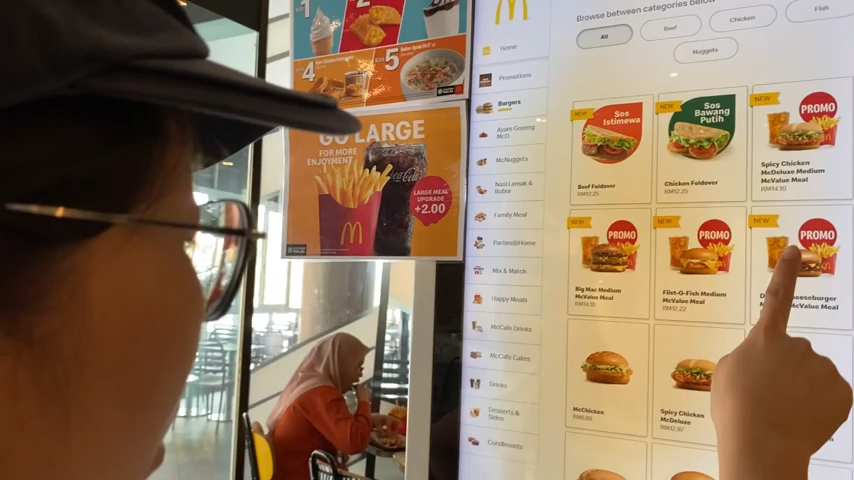 1
2
4
5
GO LARGE
FOR MORE
ENJOYMENT
Coca-Cola
LARGE MEAL
UPGRADE
+2.00
Browse between categories below
All
Beef
Chicken
Fish
Nuggets
Home
Promotions
Burgers
Ayam Goreng
McD
McNuggets
Nasi Lemak &
Bubur
Family Meal
Parties@Home
Mix & Match
Happy Meals
McCafe Drinks
McCafe Cakes
Drinks
Desserts &
Sides
Condiments
NEW
Sos
Istimewa
Beef Foldover
RM12.25
NEW
Sos
Bawang
Putih
Chicken Foldover
RM12.25
NEW
PROMO
Spicy Chicken
McDeluxe Medium
McValue Meal
RM14.10
NEW
PROMO
Big Mac Medium
McValue Meal
NEW
PROMO
Filet-O-Fish Medium
McValue Meal
RM12.22
NEW
PROMO
McValue Meal
McChicken
Spicy Chicken
McDeluxe
RM12.97